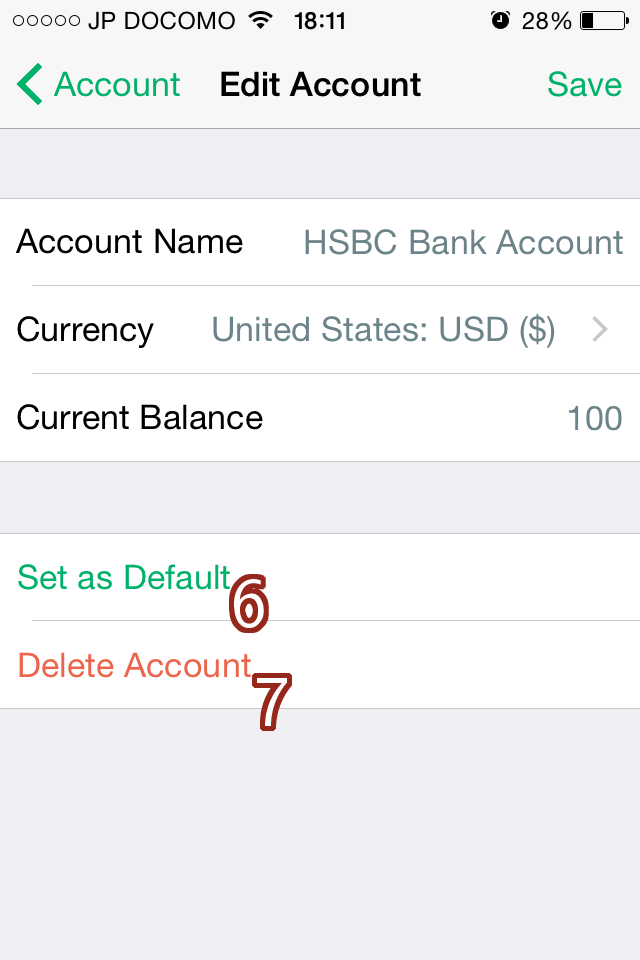 JP DOCOMO 18:11 28%
Account Edit Account Save
Account Name HSBC Bank Account
Currency United States: USD ($)
Current Balance 100
Set as Default
6
Delete Account
7